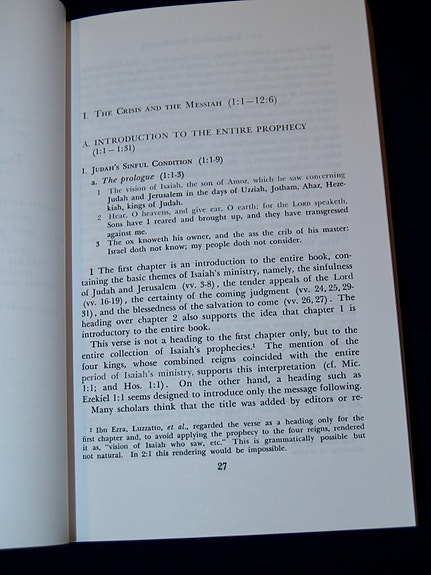 I. THE CRISIS AND THE MESSIAH (1:1—12:6)
A. INTRODUCTION TO THE ENTIRE PROPHECY
(1:1—1:31)
1. JUDAH'S SINFUL CONDITION (1:1-9)
a. The prologue (1:1-3)
1 The vision of Isaiah, the son of Amoz, which he saw concerning
Judah and Jerusalem in the days of Uzziah, Jotham, Ahaz, Heze-
kiah, kings of Judah.
2 Hear, O heavens, and give ear, O earth; for the LORD speaketh,
Sons have I reared and brought up, and they have transgressed
against me.
3 The ox knoweth his owner, and the ass the crib of his master:
Israel doth not know; my people doth not consider.
1 The first chapter is an introduction to the entire book, con-
taining the basic themes of Isaiah's ministry, namely, the sinfulness
of Judah and Jerusalem (vv. 3-8), the tender appeals of the Lord
(vv. 16-19), the certainty of the coming judgment (vv. 24, 25, 29-
31), and the blessedness of the salvation to come (vv. 26, 27). The
heading over chapter 2 also supports the idea that chapter 1 is
introductory to the entire book.
This verse is not a heading to the first chapter only, but to the
entire collection of Isaiah's prophecies.1 The mention of the
four kings, whose combined reigns coincided with the entire
period of Isaiah's ministry, supports this interpretation (cf. Mic.
1:1; and Hos. 1:1). On the other hand, a heading such as
Ezekiel 1:1 seems designed to introduce only the message following.
Many scholars think that the title was added by editors or re-
1 Ibn Ezra, Luzzatto, et al., regarded the verse as a heading only for the
first chapter and, to avoid applying the prophecy to the four reigns, rendered
it as, "vision of Isaiah who saw, etc." This is grammatically possible but
not natural. In 2:1 this rendering would be impossible.
27